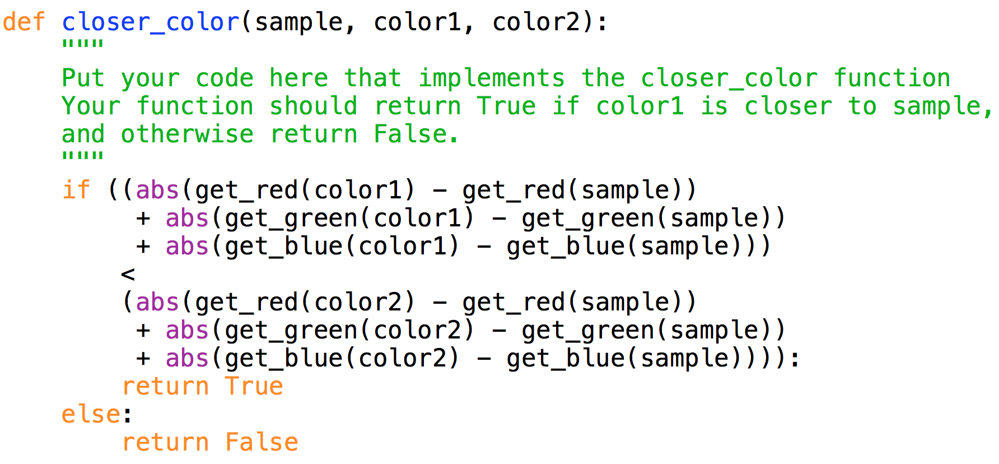 def closer_color(sample, color1, color2):
    """
    Put your code here that implements the closer_color function
    Your function should return True if color1 is closer to sample,
    and otherwise return False.
    """
    if ((abs(get_red(color1) - get_red(sample))
         + abs(get_green(color1) - get_green(sample))
         + abs(get_blue(color1) - get_blue(sample)))
        <
        (abs(get_red(color2) - get_red(sample))
         + abs(get_green(color2) - get_green(sample))
         + abs(get_blue(color2) - get_blue(sample)))):
        return True
    else:
        return False